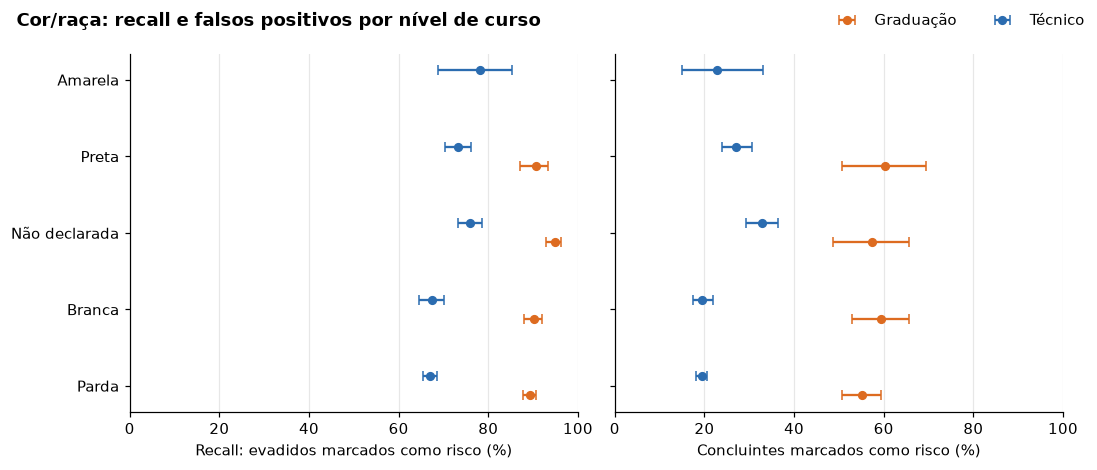 Cor/raça: recall e falsos positivos por nível de curso
Graduação
Técnico
Amarela
Preta
Não declarada
Branca
Parda
0 20 40 60 80 100
0 20 40 60 80 100
Recall: evadidos marcados como risco (%)
Concluintes marcados como risco (%)